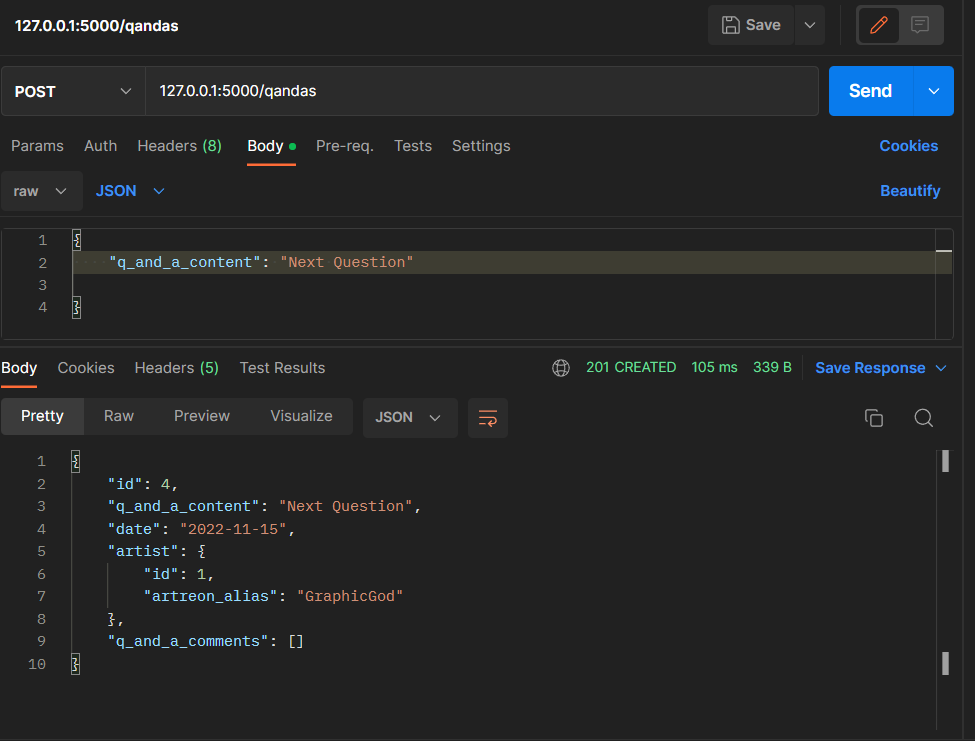 127.0.0.1:5000/qandas Save
POST 127.0.0.1:5000/qandas Send
Params Auth Headers (8) Body Pre-req. Tests Settings Cookies
raw JSON Beautify
1 {
2 "q_and_a_content": "Next Question"
3
4 }
Body Cookies Headers (5) Test Results 201 CREATED 105 ms 339 B Save Response
Pretty Raw Preview Visualize JSON
1 {
2 "id": 4,
3 "q_and_a_content": "Next Question",
4 "date": "2022-11-15",
5 "artist": {
6 "id": 1,
7 "artreon_alias": "GraphicGod"
8 },
9 "q_and_a_comments": []
10 }